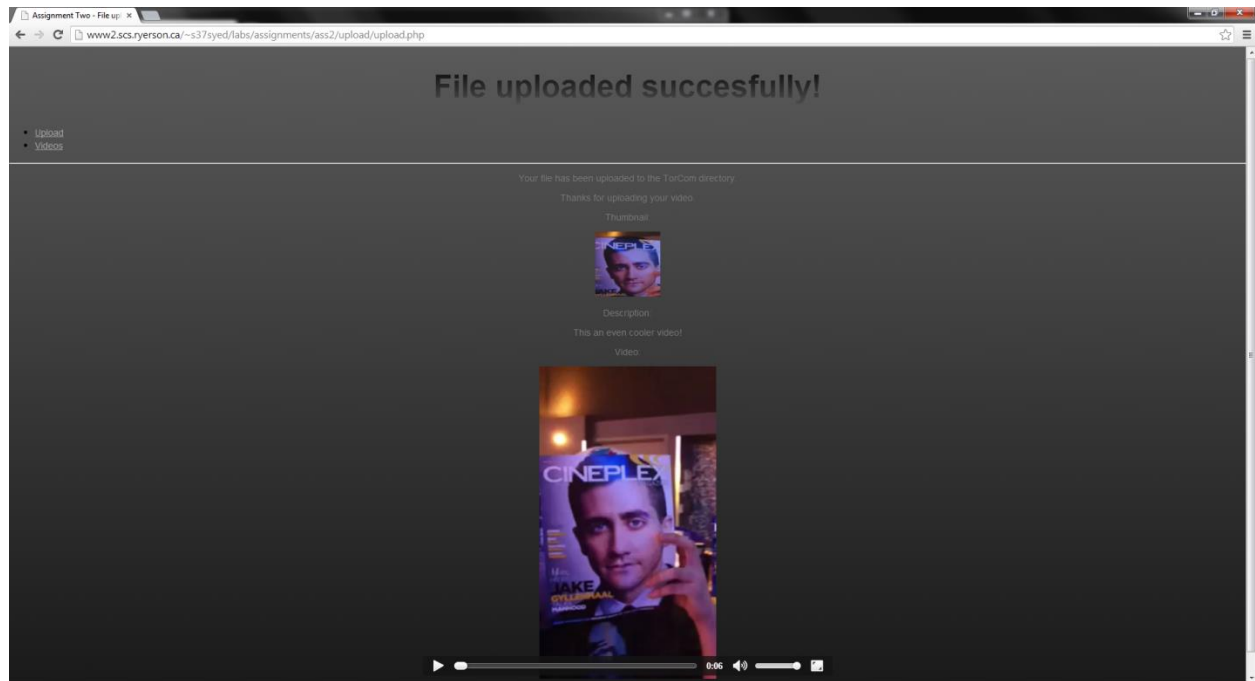 Assignment Two - File upl
www2.scs.ryerson.ca/~s37syed/labs/assignments/ass2/upload/upload.php
File uploaded succesfully!
Upload
Videos
Your file has been uploaded to the TorCom directory.
Thanks for uploading your video.
Thumbnail:
CINEPLEX
JAKE
Description:
This an even cooler video!
Video:
CINEPLEX
JAKE
GYLLENHAAL
MANHOOD
0:06